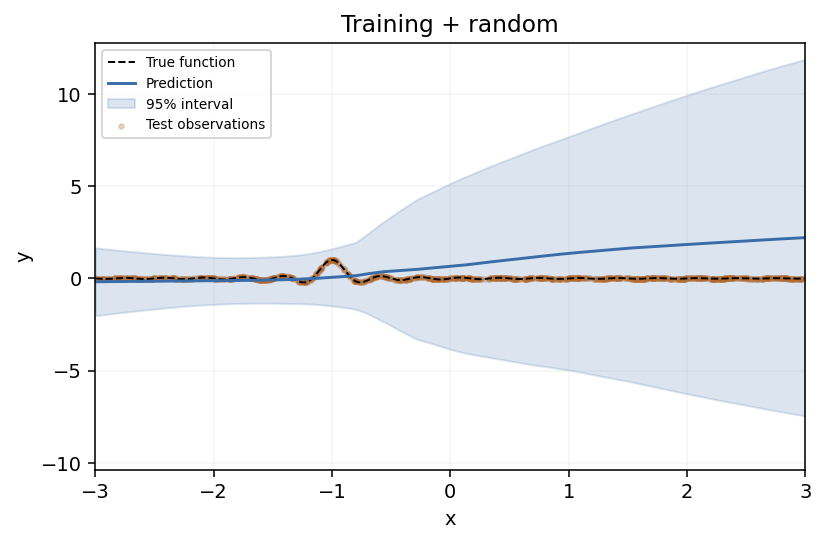 Training + random
True function
Prediction
95% interval
Test observations
y
10
5
0
−5
−10
−3
−2
−1
0
1
2
3
x